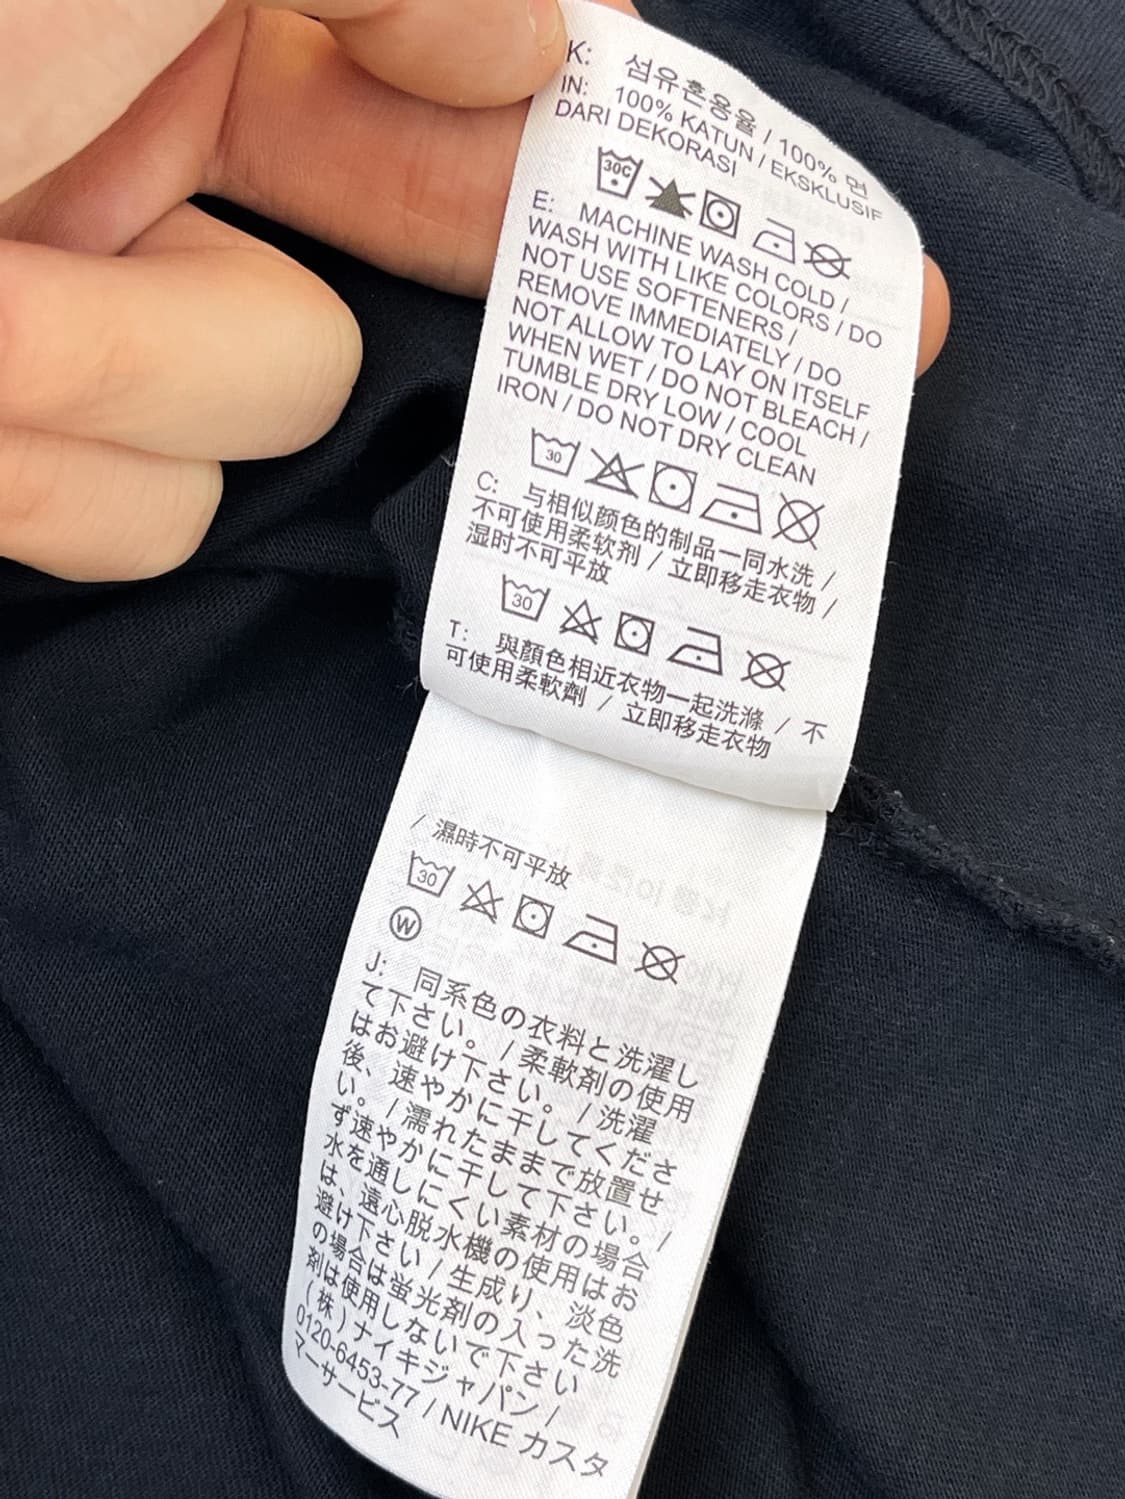 K: 섬유혼용율 / 100% 면
IN: 100% KATUN / EKSKLUSIF
DARI DEKORASI
30C
E: MACHINE WASH COLD /
WASH WITH LIKE COLORS / DO
NOT USE SOFTENERS /
REMOVE IMMEDIATELY / DO
NOT ALLOW TO LAY ON ITSELF
WHEN WET / DO NOT BLEACH /
TUMBLE DRY LOW / COOL
IRON / DO NOT DRY CLEAN
30
C: 与相似颜色的制品一同水洗 /
不可使用柔软剂 / 立即移走衣物 /
湿时不可平放
30
T: 與顏色相近衣物一起洗滌 / 不
可使用柔軟劑 / 立即移走衣物
/ 濕時不可平放
30
W
J: 同系色の衣料と洗濯し
て下さい。 / 柔軟剤の使用
はお避け下さい。 / 洗濯
後、速やかに干してくださ
い。 / 濡れたままで放置せ
ず速やかに干して下さい。 /
水を通しにくい素材の場合
は、遠心脱水機の使用はお
避け下さい / 生成り、淡色
の場合は蛍光剤の入った洗
剤は使用しないで下さい
(株)ナイキジャパン /
0120-6453-77 / NIKE カスタ
マーサービス